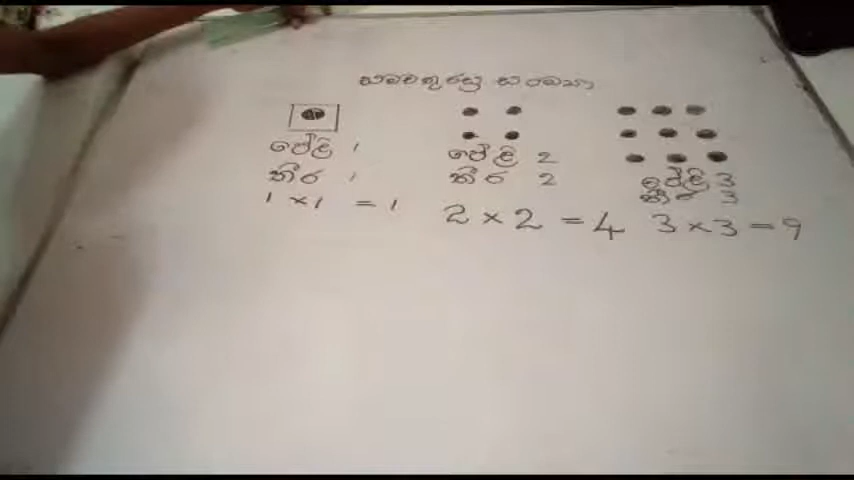 සමචතුරස්‍ර සංඛ්‍යා
පේලි 1
තීර 1
1 × 1 = 1
පේලි 2
තීර 2
2 × 2 = 4
පේලි 3
තීර 3
3 × 3 = 9